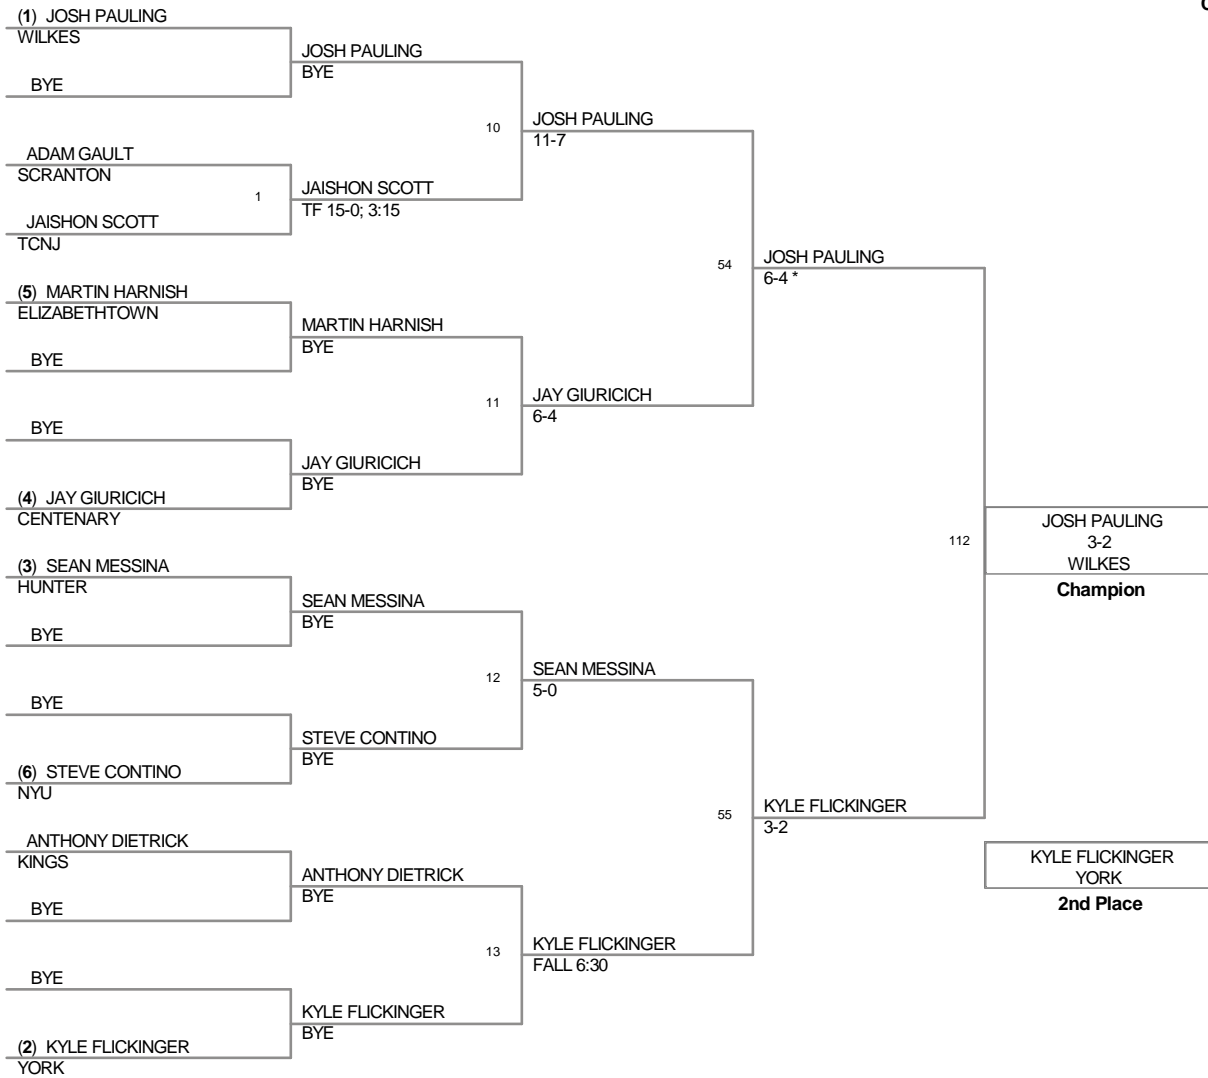 (1) JOSH PAULING
WILKES
BYE
ADAM GAULT
SCRANTON
1
JAISHON SCOTT
TCNJ
(5) MARTIN HARNISH
ELIZABETHTOWN
BYE
BYE
(4) JAY GIURICICH
CENTENARY
(3) SEAN MESSINA
HUNTER
BYE
BYE
(6) STEVE CONTINO
NYU
ANTHONY DIETRICK
KINGS
BYE
BYE
(2) KYLE FLICKINGER
YORK
JOSH PAULING
BYE
10
JAISHON SCOTT
TF 15-0; 3:15
MARTIN HARNISH
BYE
11
JAY GIURICICH
BYE
SEAN MESSINA
BYE
12
STEVE CONTINO
BYE
ANTHONY DIETRICK
BYE
13
KYLE FLICKINGER
BYE
JOSH PAULING
11-7
54
JAY GIURICICH
6-4
SEAN MESSINA
5-0
55
KYLE FLICKINGER
FALL 6:30
JOSH PAULING
6-4 *
112
KYLE FLICKINGER
3-2
JOSH PAULING
3-2
WILKES
Champion
KYLE FLICKINGER
YORK
2nd Place